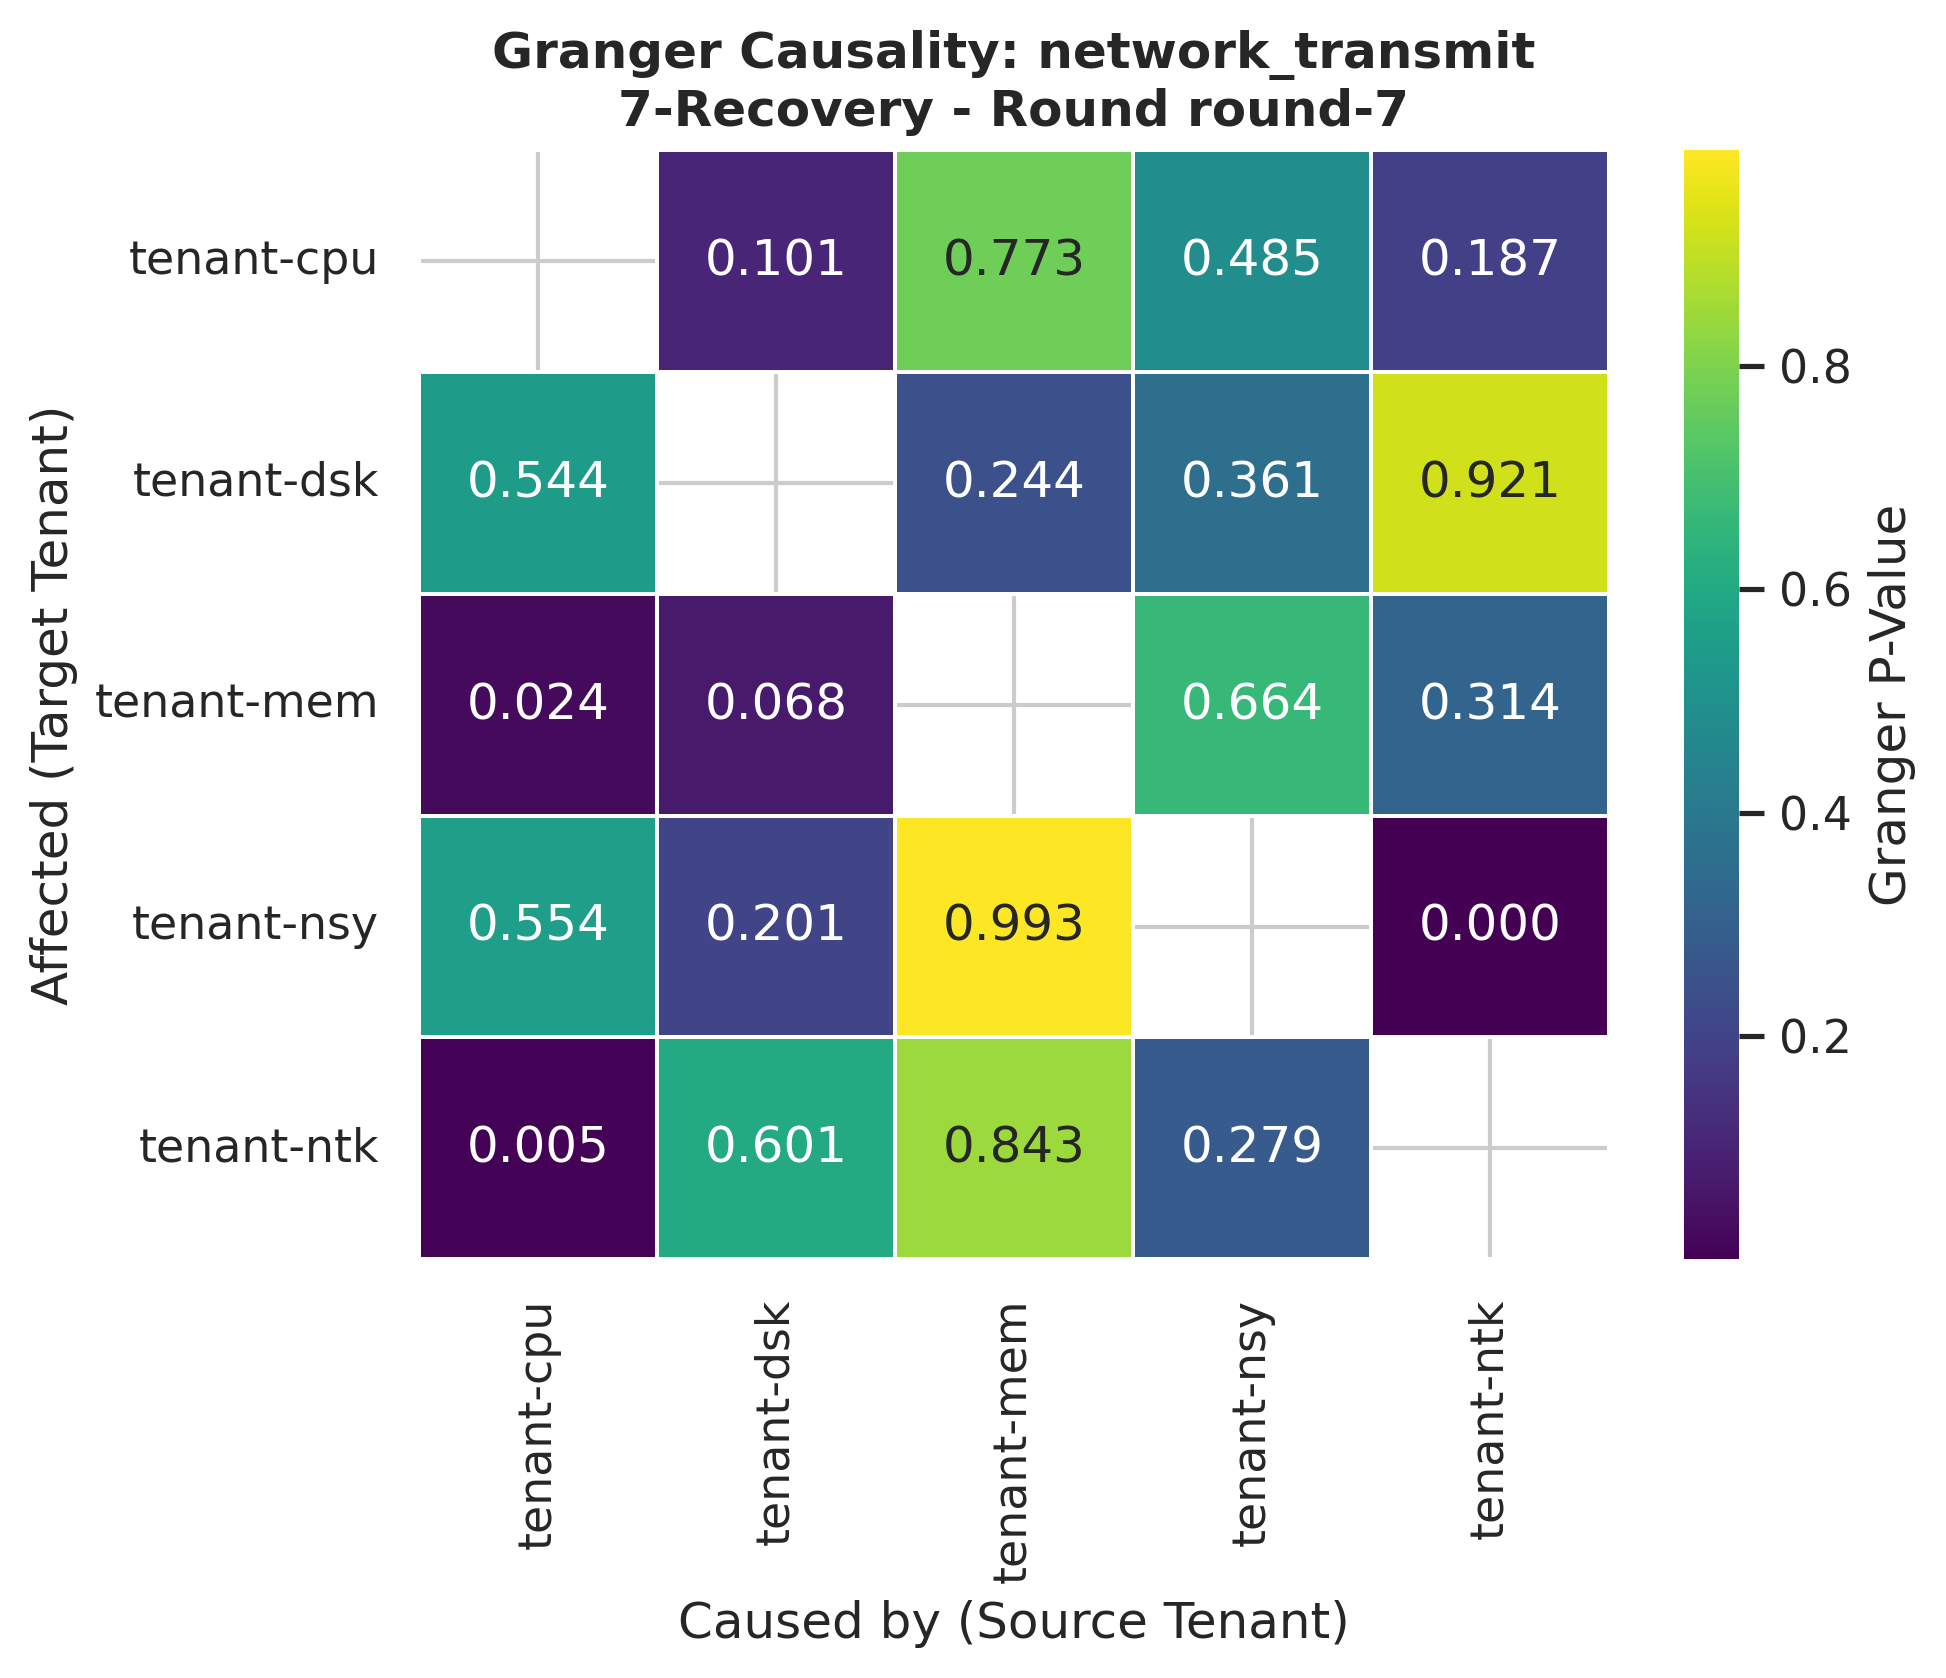 Granger Causality: network_transmit
7-Recovery - Round round-7
Affected (Target Tenant)
tenant-cpu 0.101 0.773 0.485 0.187
tenant-dsk 0.544 0.244 0.361 0.921
tenant-mem 0.024 0.068 0.664 0.314
tenant-nsy 0.554 0.201 0.993 0.000
tenant-ntk 0.005 0.601 0.843 0.279
tenant-cpu
tenant-dsk
tenant-mem
tenant-nsy
tenant-ntk
Caused by (Source Tenant)
0.8
0.6
0.4
0.2
Granger P-Value